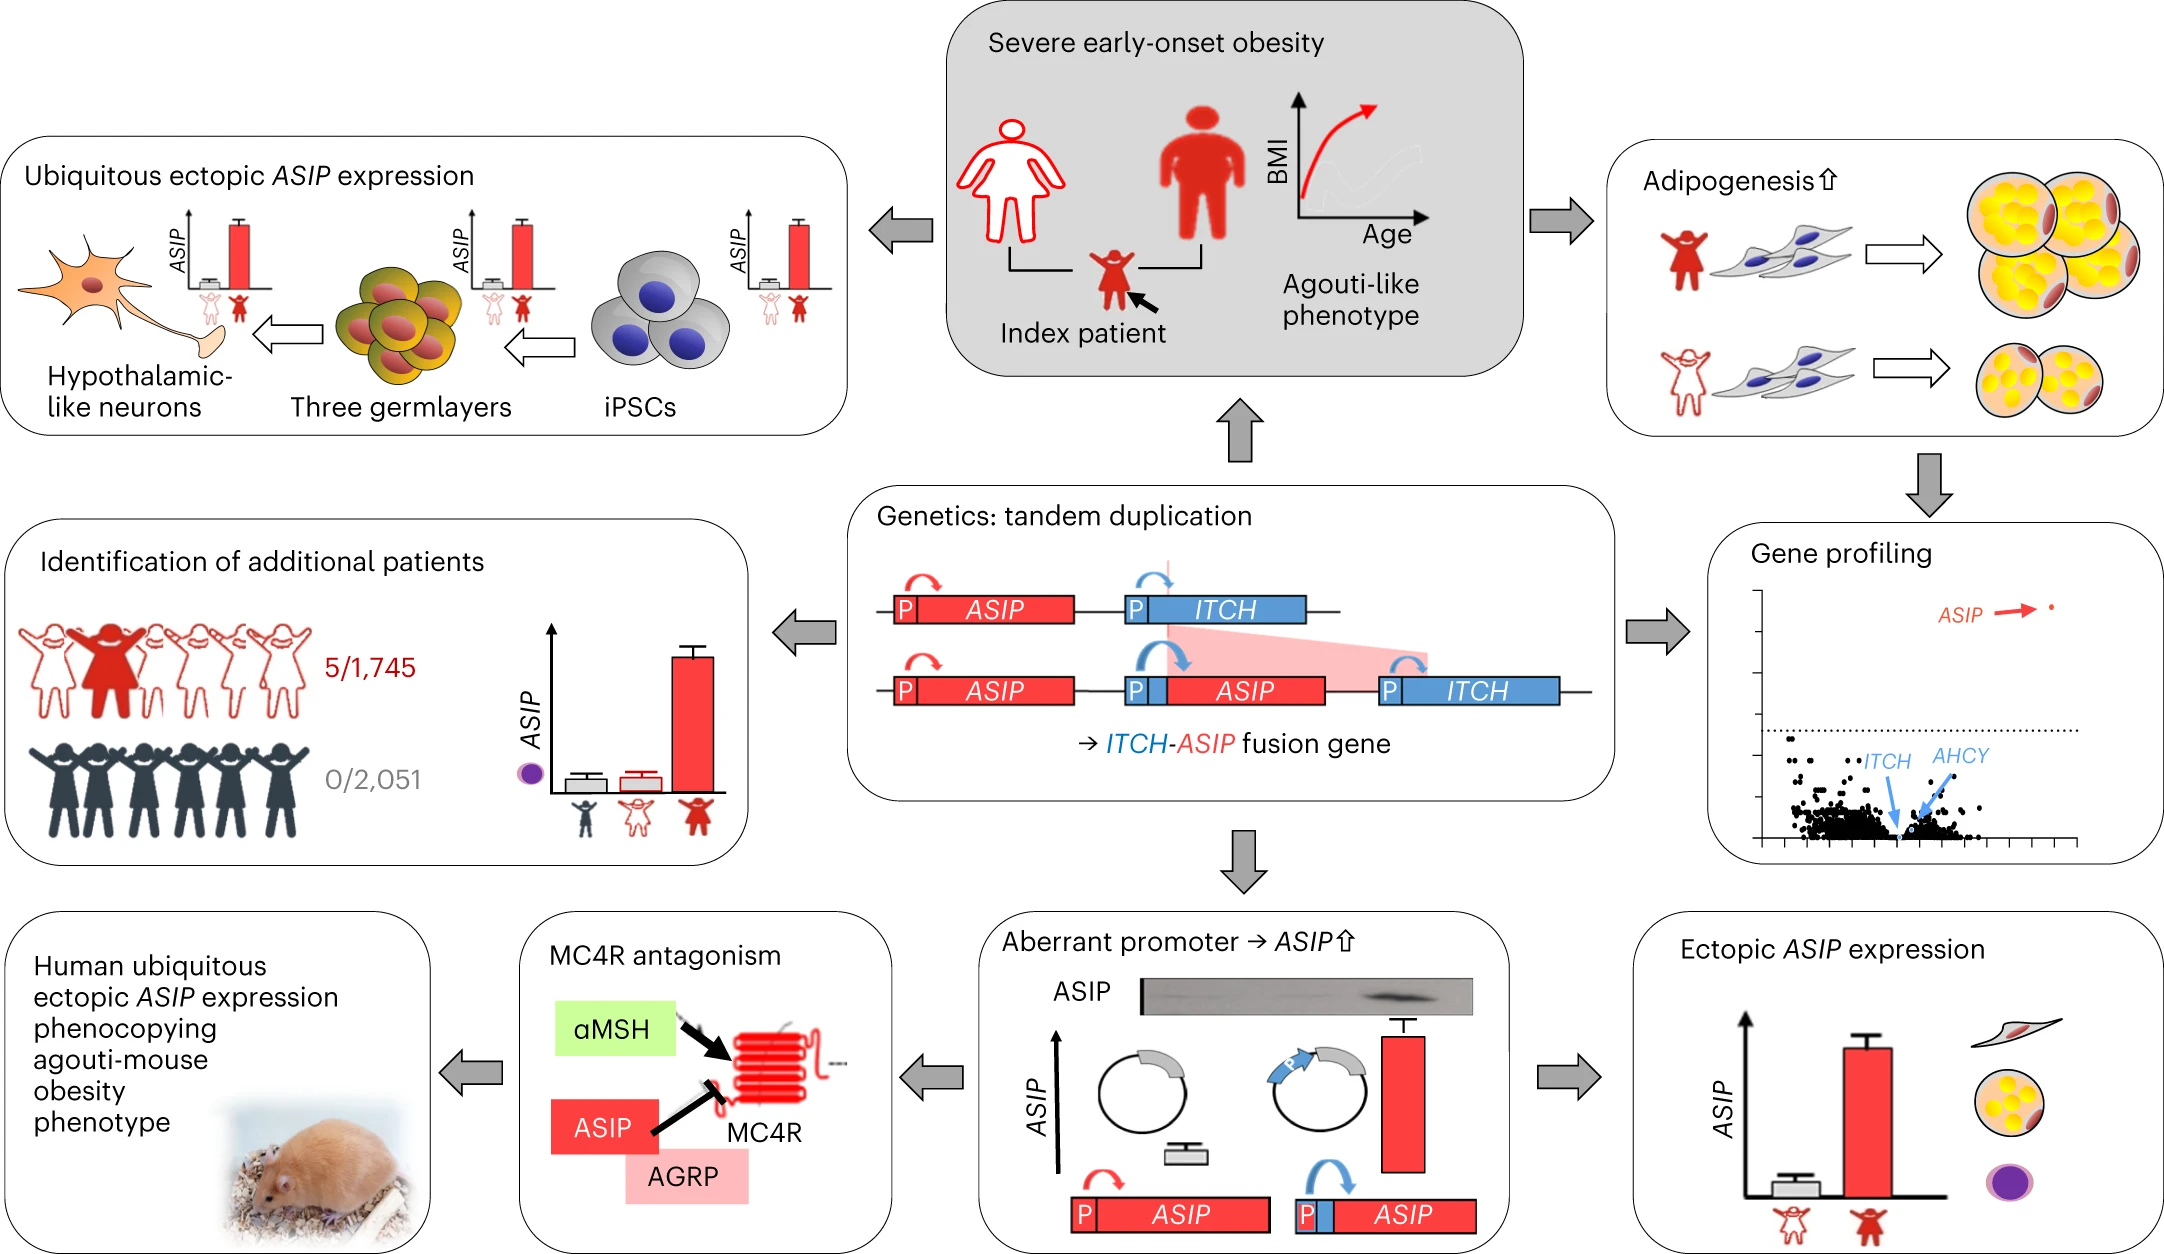 Severe early-onset obesity
BMI
Age
Index patient
Agouti-like
phenotype
Ubiquitous ectopic ASIP expression
ASIP
ASIP
ASIP
Hypothalamic-
like neurons
Three germlayers
iPSCs
Adipogenesis⇧
Identification of additional patients
5/1,745
0/2,051
ASIP
Genetics: tandem duplication
P ASIP P ITCH
P ASIP P ASIP P ITCH
→ ITCH-ASIP fusion gene
Gene profiling
ASIP
ITCH
AHCY
Human ubiquitous
ectopic ASIP expression
phenocopying
agouti-mouse
obesity
phenotype
MC4R antagonism
αMSH
ASIP
MC4R
AGRP
Aberrant promoter → ASIP⇧
ASIP
ASIP
P
P ASIP P ASIP
Ectopic ASIP expression
ASIP